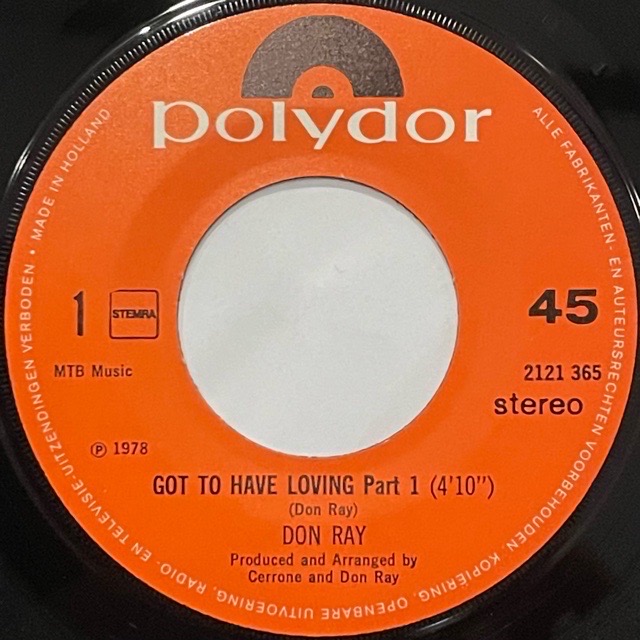 polydor
1
STEMRA
45
MTB Music
2121 365
stereo
℗ 1978
GOT TO HAVE LOVING Part 1 (4'10")
(Don Ray)
DON RAY
Produced and Arranged by
Cerrone and Don Ray
ALLE FABRIKANTEN- EN AUTEURSRECHTEN VOORBEHOUDEN. KOPIËRING, OPENBARE UITVOERING, RADIO- EN TELEVISIE-UITZENDINGEN VERBODEN • MADE IN HOLLAND